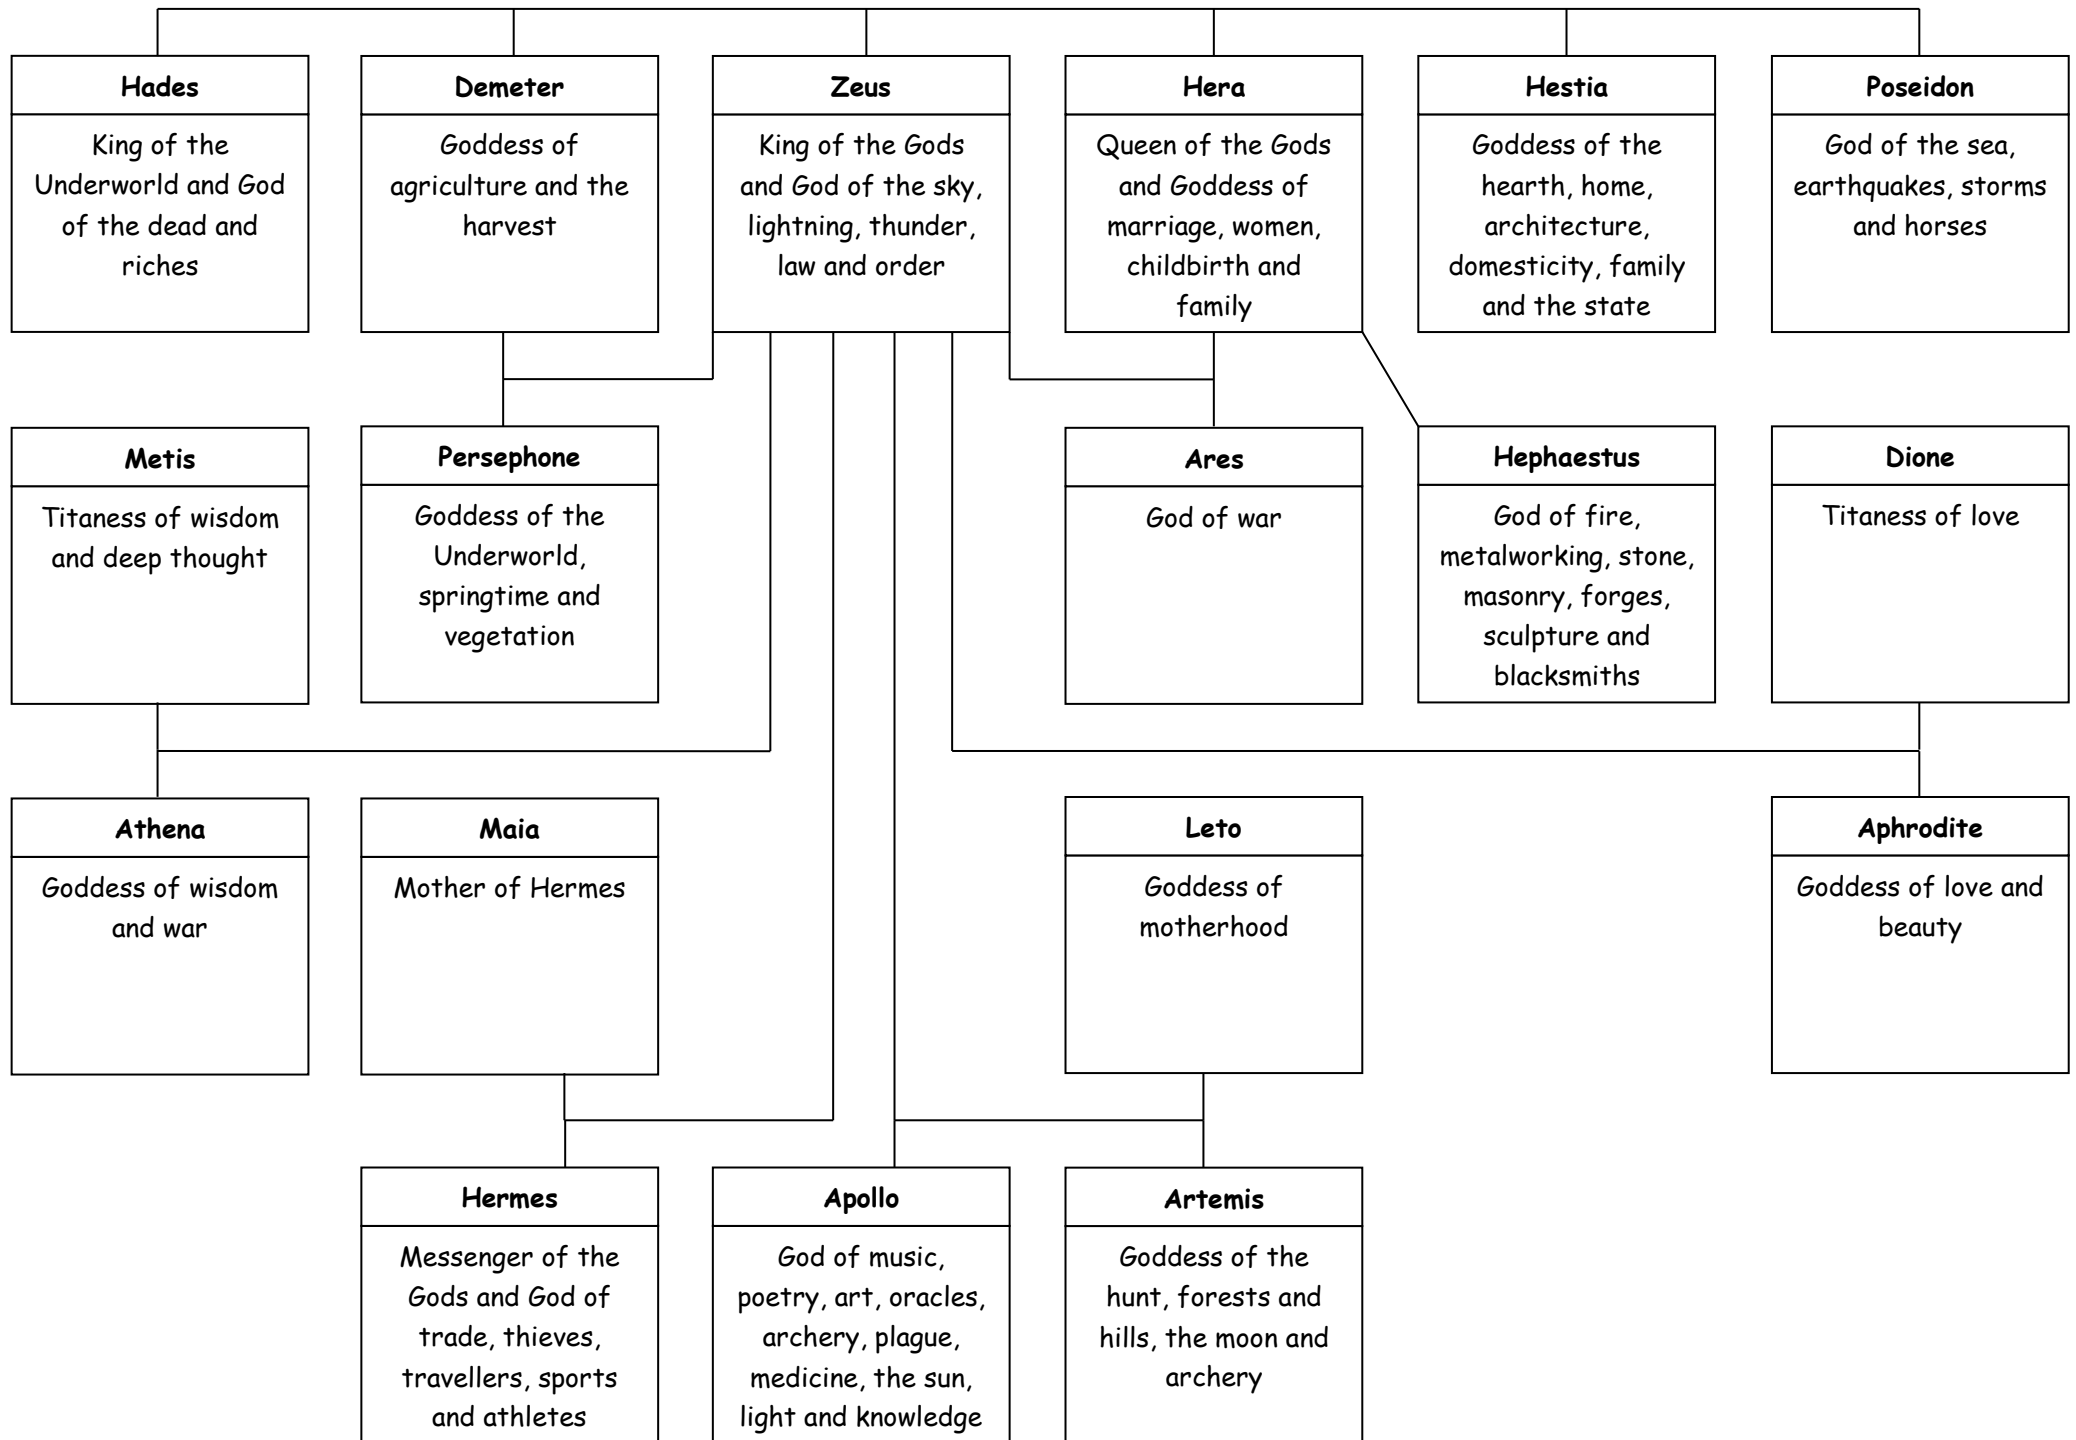 Hades
King of the
Underworld and God
of the dead and
riches
Demeter
Goddess of
agriculture and the
harvest
Zeus
King of the Gods
and God of the sky,
lightning, thunder,
law and order
Hera
Queen of the Gods
and Goddess of
marriage, women,
childbirth and
family
Hestia
Goddess of the
hearth, home,
architecture,
domesticity, family
and the state
Poseidon
God of the sea,
earthquakes, storms
and horses
Metis
Titaness of wisdom
and deep thought
Persephone
Goddess of the
Underworld,
springtime and
vegetation
Ares
God of war
Hephaestus
God of fire,
metalworking, stone,
masonry, forges,
sculpture and
blacksmiths
Dione
Titaness of love
Athena
Goddess of wisdom
and war
Maia
Mother of Hermes
Leto
Goddess of
motherhood
Aphrodite
Goddess of love and
beauty
Hermes
Messenger of the
Gods and God of
trade, thieves,
travellers, sports
and athletes
Apollo
God of music,
poetry, art, oracles,
archery, plague,
medicine, the sun,
light and knowledge
Artemis
Goddess of the
hunt, forests and
hills, the moon and
archery